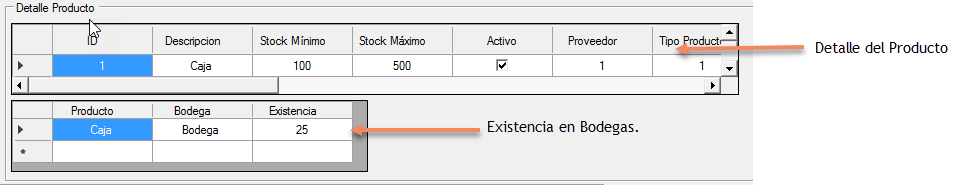 Detalle Producto
ID Descripcion Stock Mínimo Stock Máximo Activo Proveedor Tipo Product
1 Caja 100 500 1 1
Detalle del Producto
Producto Bodega Existencia
Caja Bodega 25
Existencia en Bodegas.
*